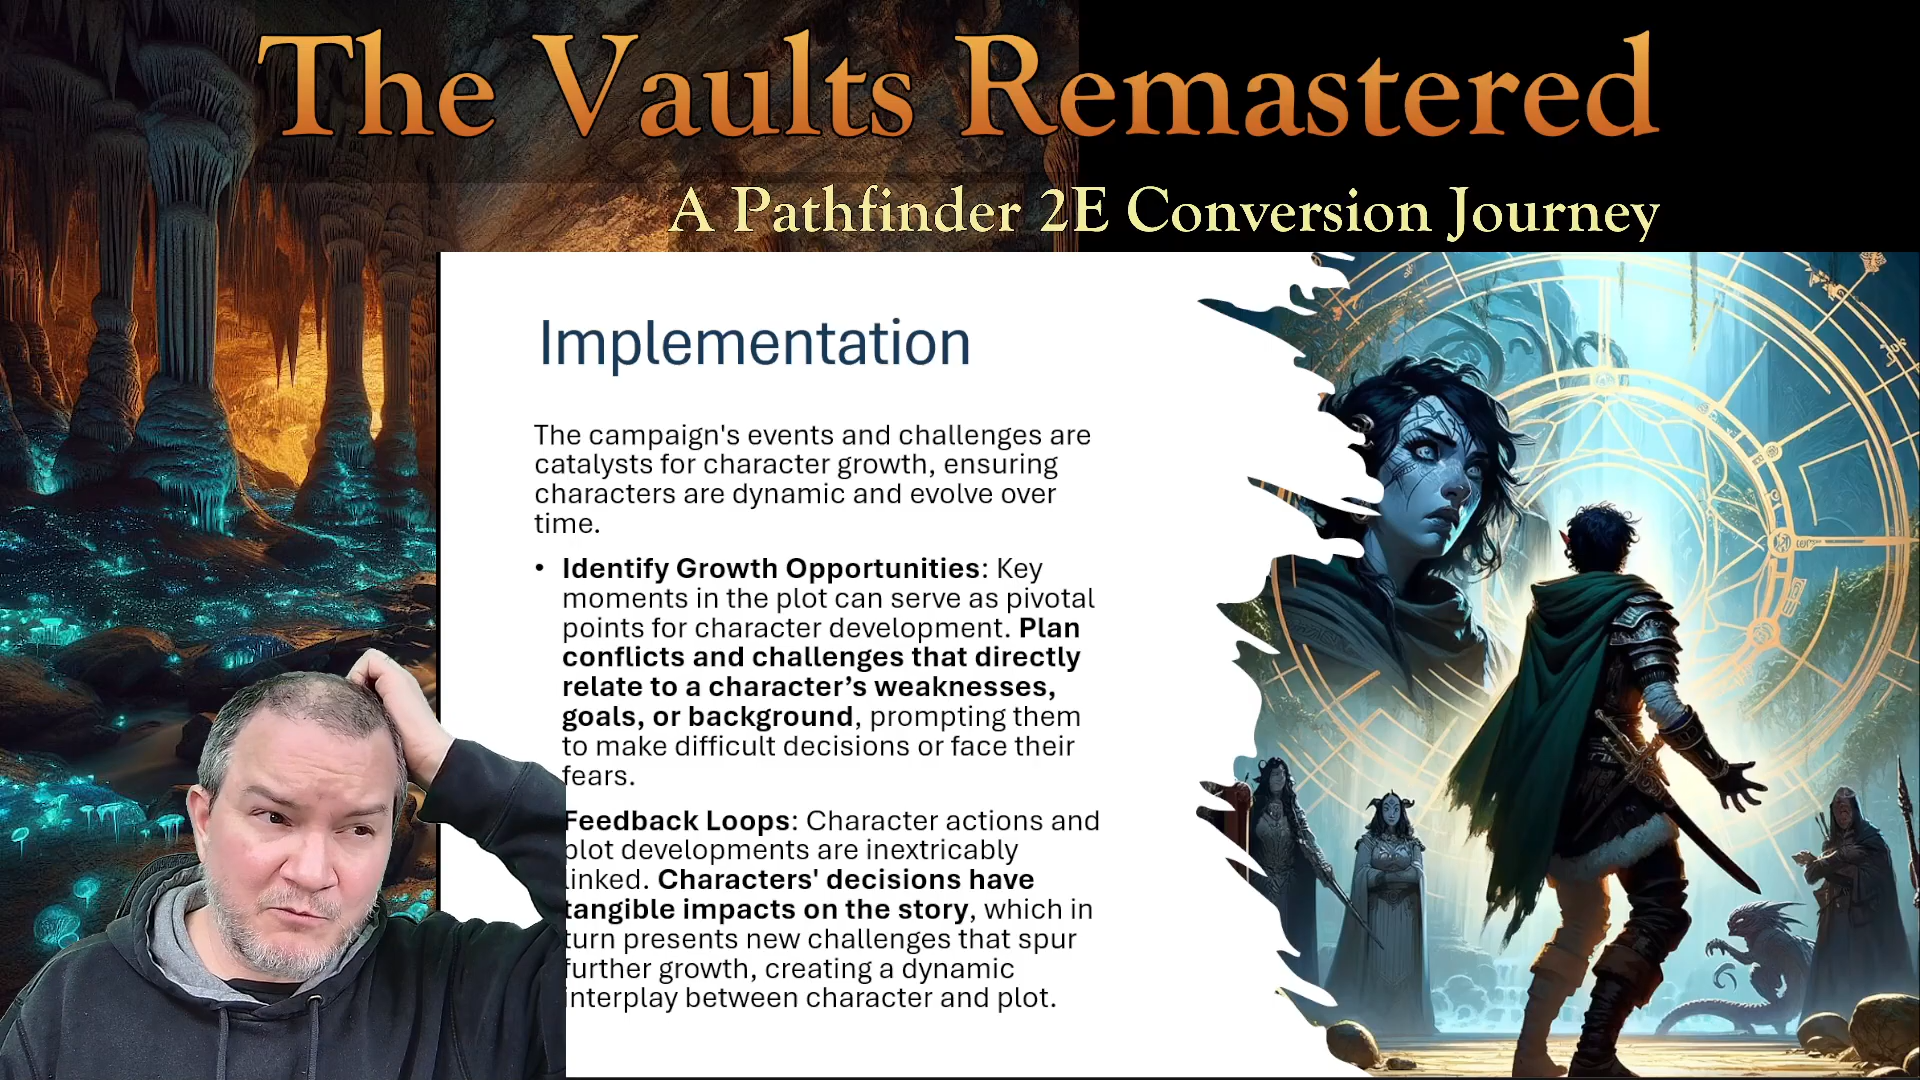 The Vaults Remastered
A Pathfinder 2E Conversion Journey
Implementation
The campaign's events and challenges are
catalysts for character growth, ensuring
characters are dynamic and evolve over
time.
• Identify Growth Opportunities: Key
moments in the plot can serve as pivotal
points for character development. Plan
conflicts and challenges that directly
relate to a character’s weaknesses,
goals, or background, prompting them
to make difficult decisions or face their
fears.
Feedback Loops: Character actions and
plot developments are inextricably
linked. Characters' decisions have
tangible impacts on the story, which in
turn presents new challenges that spur
further growth, creating a dynamic
interplay between character and plot.